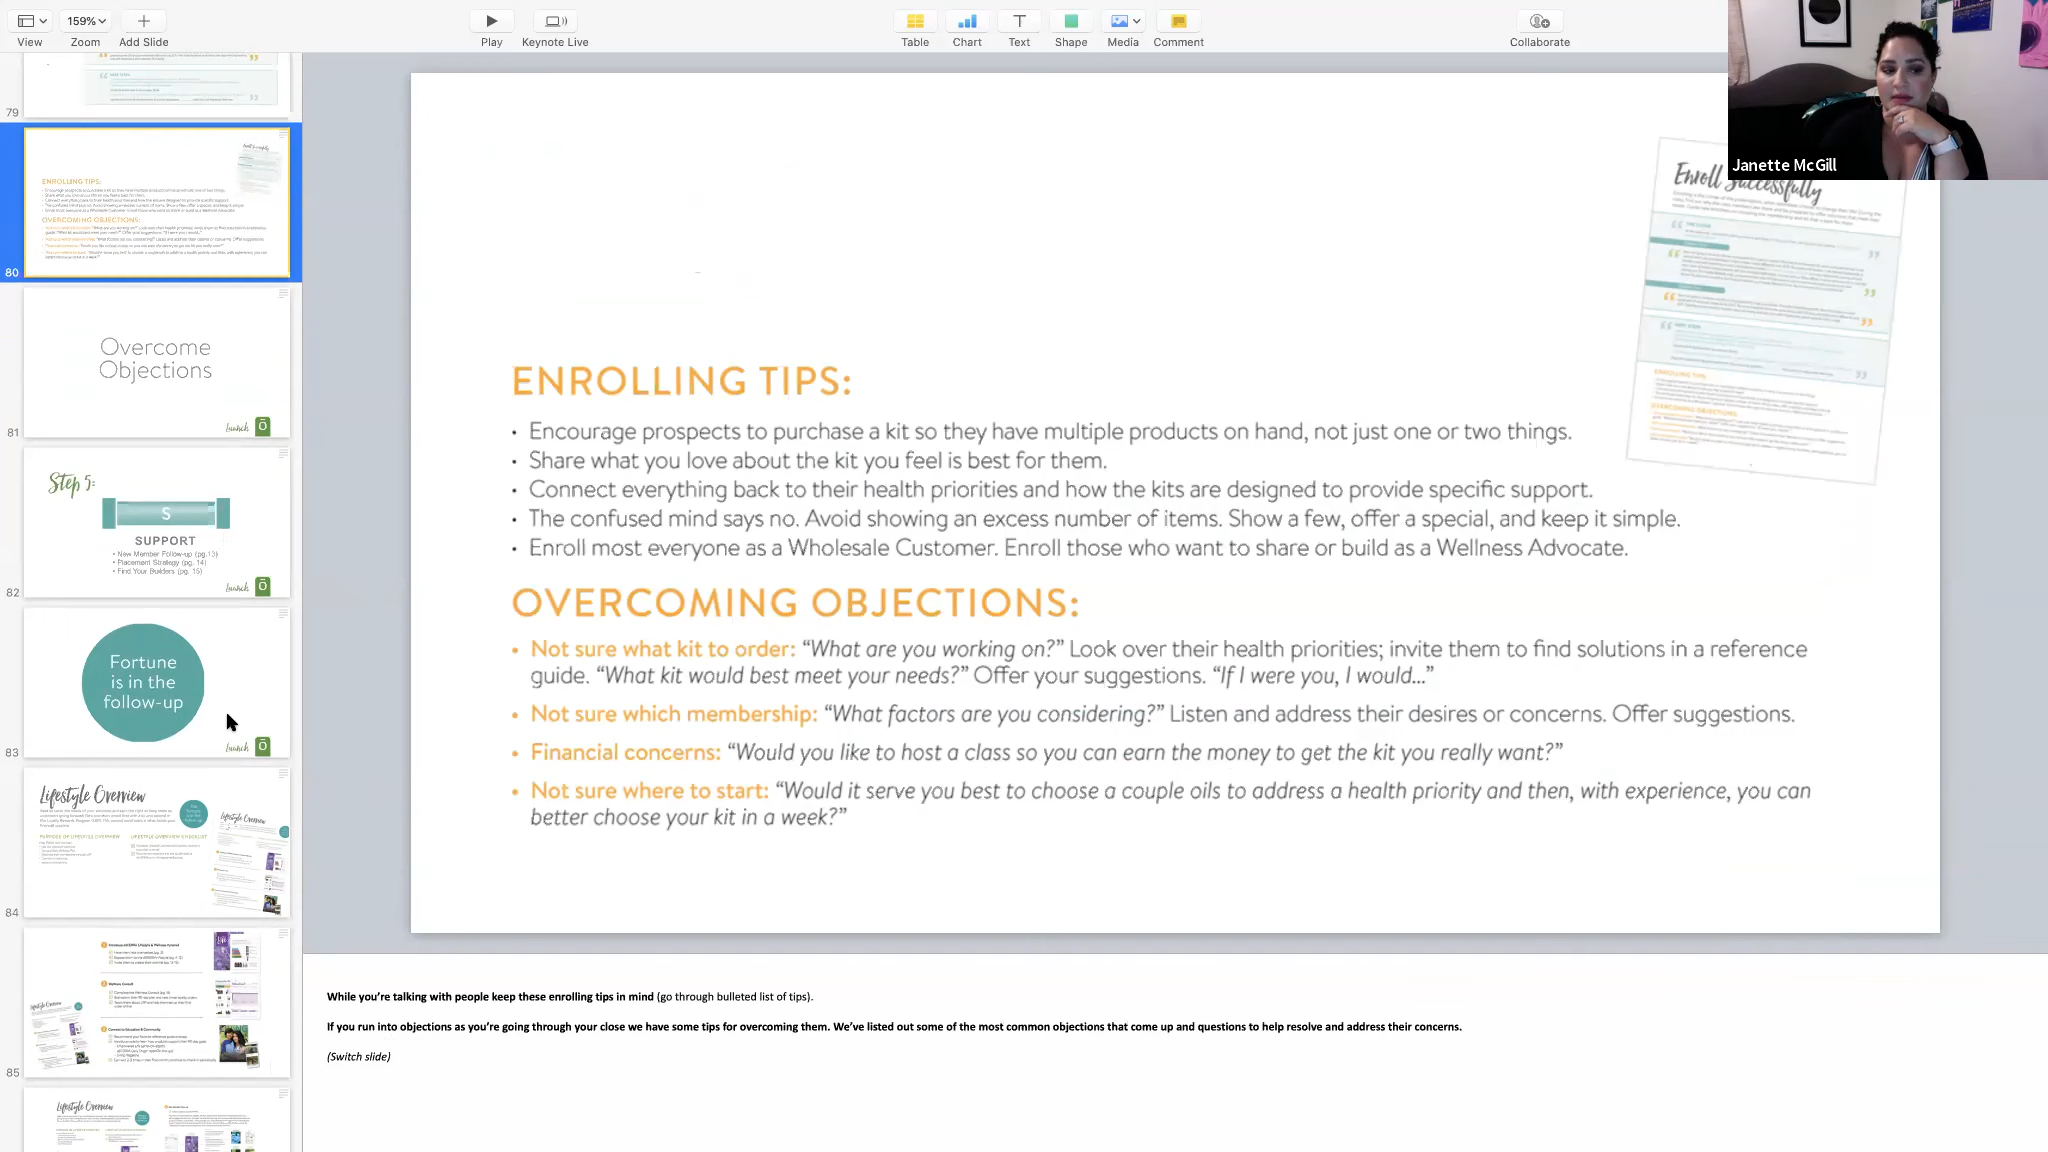 View
159%
Zoom
Add Slide
Play
Keynote Live
Table
Chart
Text
Shape
Media
Comment
Collaborate
Janette McGill
79
80
ENROLLING TIPS:
OVERCOMING OBJECTIONS:
81
Overcome
Objections
Launch
82
Step 5:
S
SUPPORT
• New Member Follow-up (pg.13)
• Placement Strategy (pg. 14)
• Find Your Builders (pg. 15)
Launch
83
Fortune
is in the
follow-up
Launch
84
Lifestyle Overview
Lifestyle Overview
85
Lifestyle Overview
Enroll Successfully
ENROLLING TIPS:
• Encourage prospects to purchase a kit so they have multiple products on hand, not just one or two things.
• Share what you love about the kit you feel is best for them.
• Connect everything back to their health priorities and how the kits are designed to provide specific support.
• The confused mind says no. Avoid showing an excess number of items. Show a few, offer a special, and keep it simple.
• Enroll most everyone as a Wholesale Customer. Enroll those who want to share or build as a Wellness Advocate.
OVERCOMING OBJECTIONS:
• Not sure what kit to order: “What are you working on?” Look over their health priorities; invite them to find solutions in a reference
guide. “What kit would best meet your needs?” Offer your suggestions. “If I were you, I would...”
• Not sure which membership: “What factors are you considering?” Listen and address their desires or concerns. Offer suggestions.
• Financial concerns: “Would you like to host a class so you can earn the money to get the kit you really want?”
• Not sure where to start: “Would it serve you best to choose a couple oils to address a health priority and then, with experience, you can
better choose your kit in a week?”
While you’re talking with people keep these enrolling tips in mind (go through bulleted list of tips).
If you run into objections as you’re going through your close we have some tips for overcoming them. We’ve listed out some of the most common objections that come up and questions to help resolve and address their concerns.
(Switch slide)